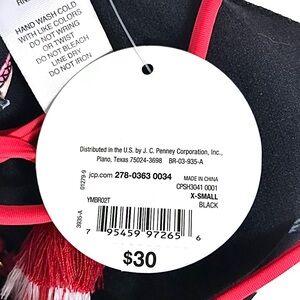 HAND WASH COLD
WITH LIKE COLORS
DO NOT WRING
OR TWIST
DO NOT BLEACH
LINE DRY
DO NOT IRON
Distributed in the U.S. by J. C. Penney Corporation, Inc.,
Plano, Texas 75024-3698 BR-03-935-A
jcp.com 278-0363 0034 MADE IN CHINA
CPSH3041 0001
X-SMALL
YMBR02T BLACK
01279-9
3935-A
7 95459 97265 6
$30